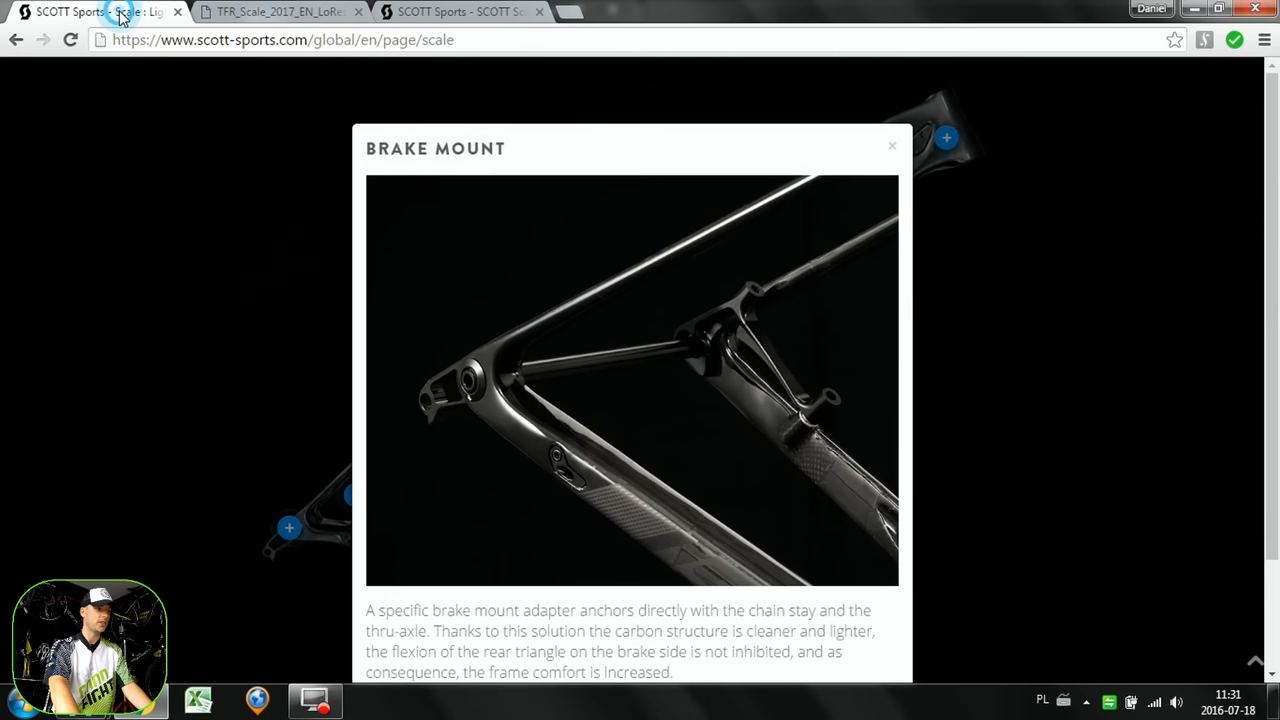 SCOTT Sports - Scale : Lig
TFR_Scale_2017_EN_LoRe
SCOTT Sports - SCOTT Sc
Daniel
https://www.scott-sports.com/global/en/page/scale
BRAKE MOUNT
A specific brake mount adapter anchors directly with the chain stay and the
thru-axle. Thanks to this solution the carbon structure is cleaner and lighter,
the flexion of the rear triangle on the brake side is not inhibited, and as
consequence, the frame comfort is increased.
PL
11:31
2016-07-18